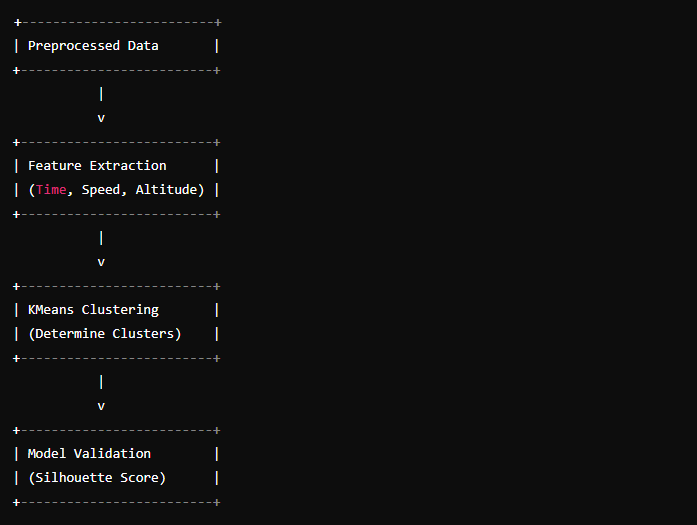 +-------------------------+
| Preprocessed Data       |
+-------------------------+
           |
           v
+-------------------------+
| Feature Extraction      |
| (Time, Speed, Altitude) |
+-------------------------+
           |
           v
+-------------------------+
| KMeans Clustering       |
| (Determine Clusters)    |
+-------------------------+
           |
           v
+-------------------------+
| Model Validation        |
| (Silhouette Score)      |
+-------------------------+